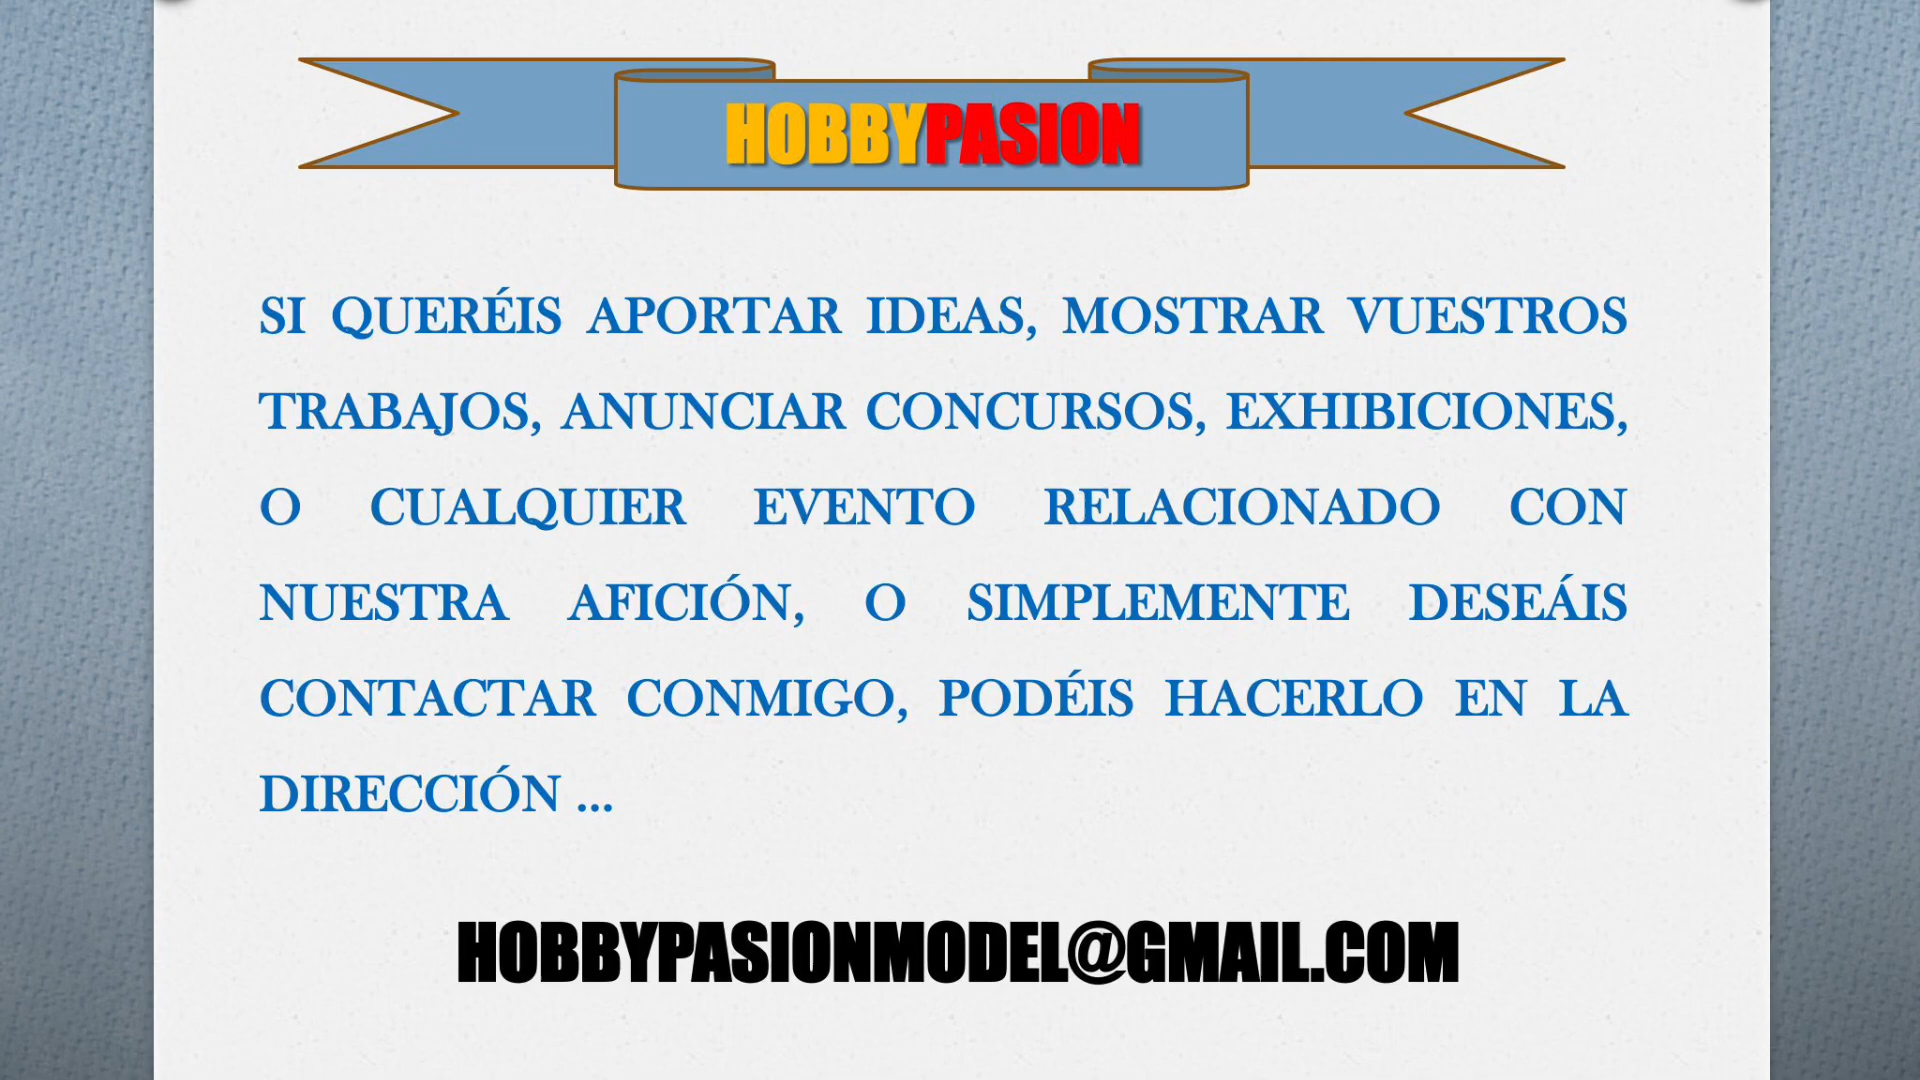 HOBBYPASION
SI QUERÉIS APORTAR IDEAS, MOSTRAR VUESTROS
TRABAJOS, ANUNCIAR CONCURSOS, EXHIBICIONES,
O CUALQUIER EVENTO RELACIONADO CON
NUESTRA AFICIÓN, O SIMPLEMENTE DESEÁIS
CONTACTAR CONMIGO, PODÉIS HACERLO EN LA
DIRECCIÓN ...
HOBBYPASIONMODEL@GMAIL.COM